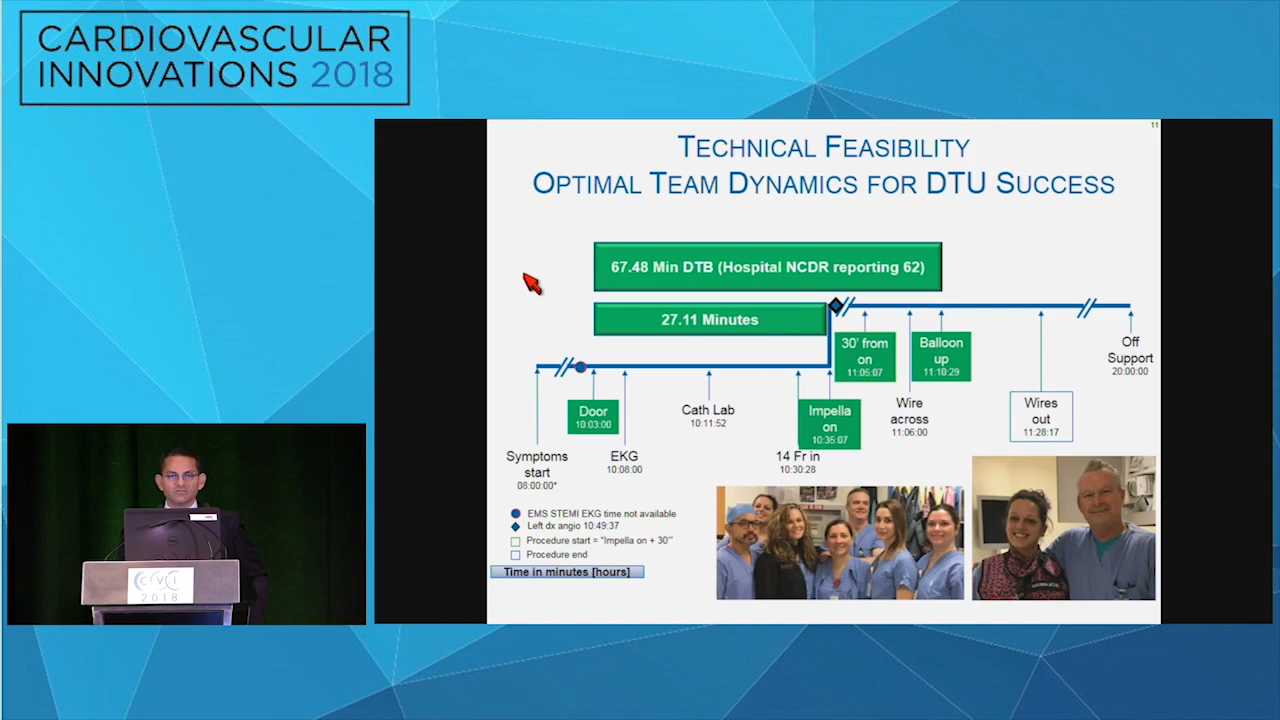 CARDIOVASCULAR
INNOVATIONS 2018
11
TECHNICAL FEASIBILITY
OPTIMAL TEAM DYNAMICS FOR DTU SUCCESS
67.48 Min DTB (Hospital NCDR reporting 62)
27.11 Minutes
Symptoms
start
08:00:00*
Door
10:03:00
EKG
10:08:00
Cath Lab
10:11:52
14 Fr in
10:30:28
Impella
on
10:35:07
30' from
on
11:05:07
Wire
across
11:06:00
Balloon
up
11:10:29
Wires
out
11:28:17
Off
Support
20:00:00
EMS STEMI EKG time not available
Left dx angio 10:49:37
Procedure start = "Impella on + 30'"
Procedure end
Time in minutes [hours]
CVI
2018